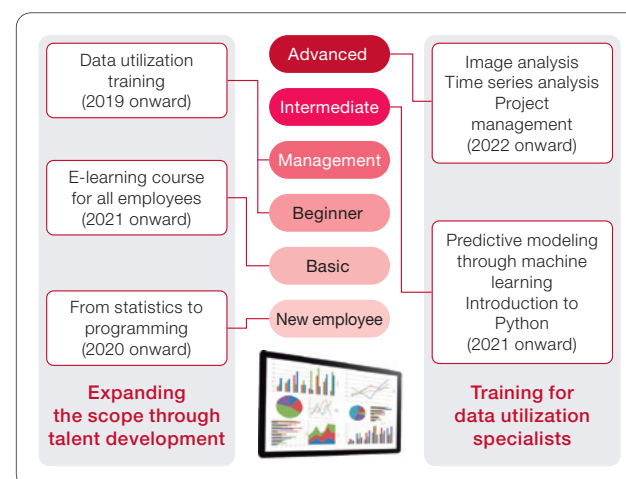 Data utilization
training
(2019 onward)
E-learning course
for all employees
(2021 onward)
From statistics to
programming
(2020 onward)
Expanding
the scope through
talent development
Advanced
Intermediate
Management
Beginner
Basic
New employee
Image analysis
Time series analysis
Project
management
(2022 onward)
Predictive modeling
through machine
learning
Introduction to
Python
(2021 onward)
Training for
data utilization
specialists